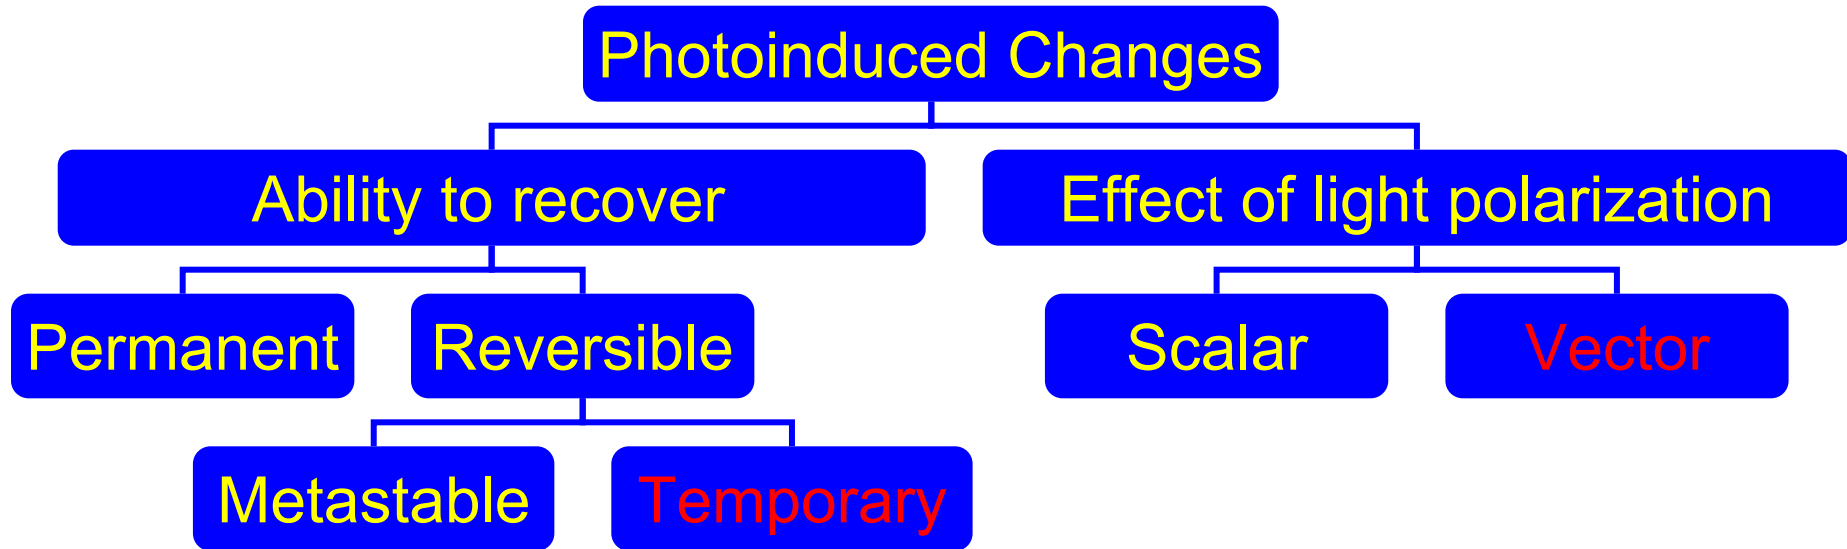 Photoinduced Changes
Ability to recover
Effect of light polarization
Permanent
Reversible
Scalar
Vector
Metastable
Temporary